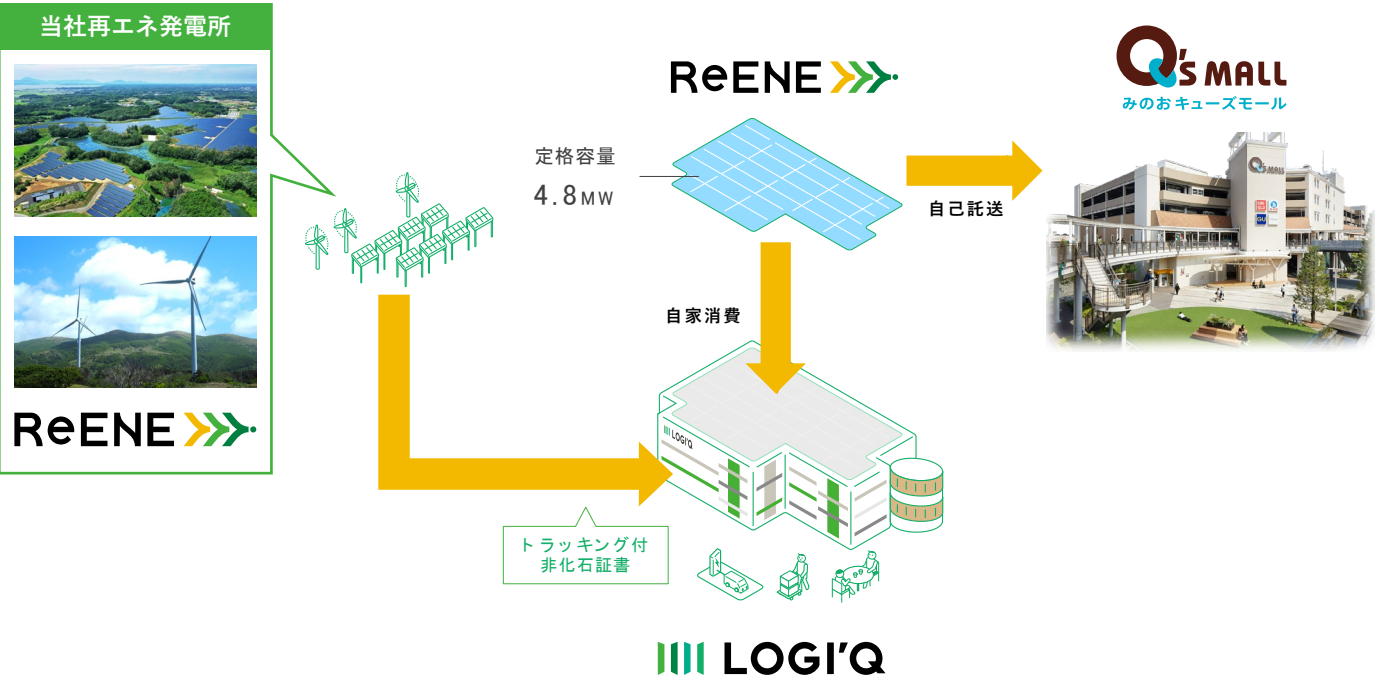 当社再エネ発電所
ReENE
ReENE
定格容量
4.8MW
自己託送
自家消費
Q'S MALL
みのおキューズモール
Q'S MALL
GU
LOGI'Q
トラッキング付
非化石証書
LOGI'Q